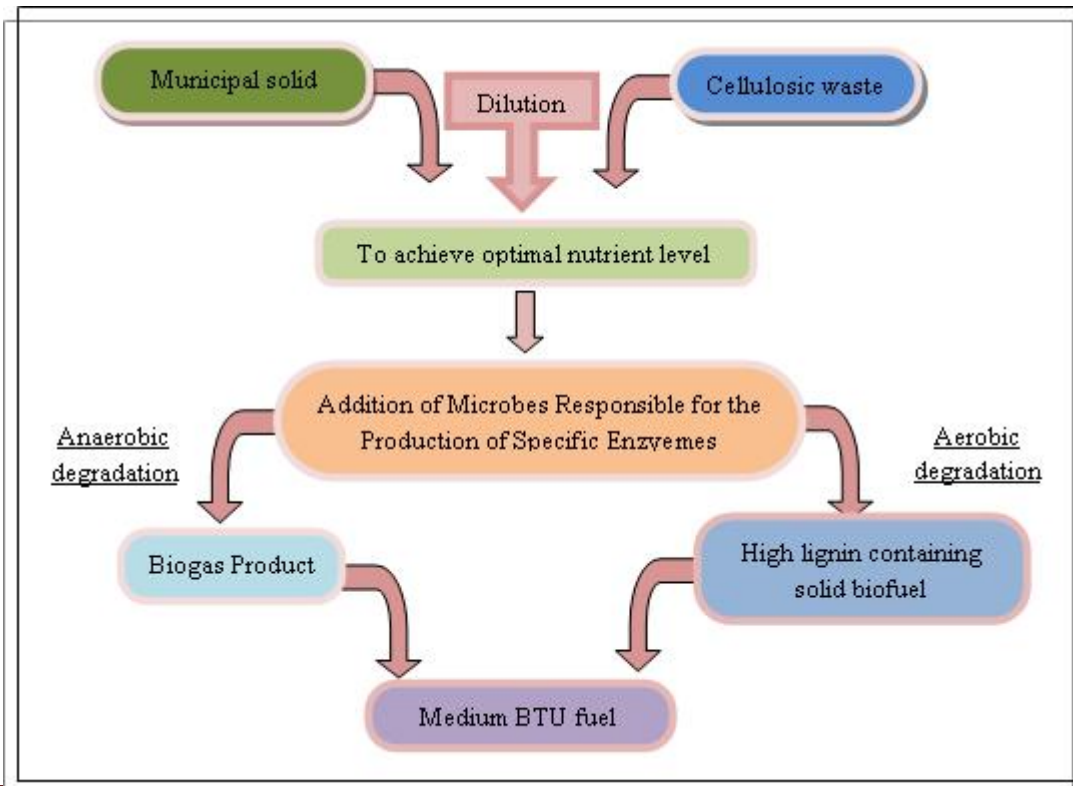 Municipal solid
Dilution
Cellulosic waste
To achieve optimal nutrient level
Addition of Microbes Responsible for the
Production of Specific Enzyemes
Anaerobic
degradation
Aerobic
degradation
Biogas Product
High lignin containing
solid biofuel
Medium BTU fuel